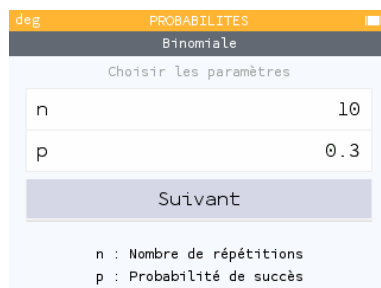 deg PROBABILITES
Binomiale
Choisir les paramètres
n 10
p 0.3
Suivant
n : Nombre de répétitions
p : Probabilité de succès